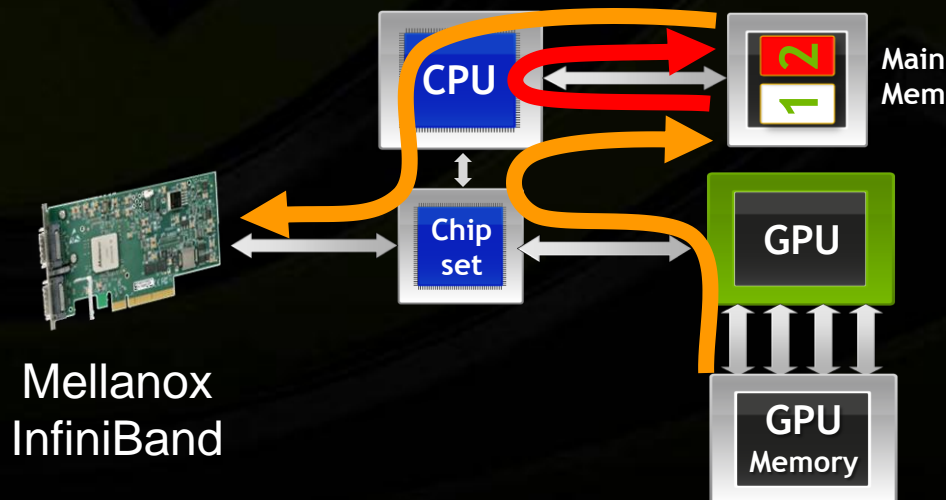 CPU
2
1
Main
Mem
Chip
set
GPU
Mellanox
InfiniBand
GPU
Memory